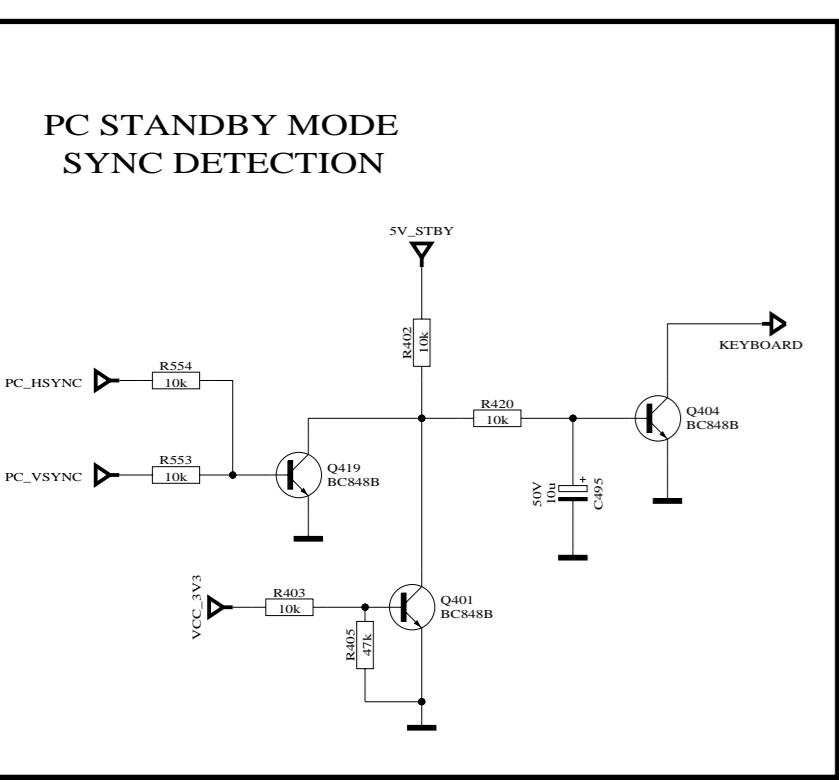 PC STANDBY MODE
SYNC DETECTION
5V_STBY
R402
10k
KEYBOARD
R554
10k
PC_HSYNC
R420
10k
Q404
BC848B
R553
10k
PC_VSYNC
Q419
BC848B
50V
10u
+
C495
VCC_3V3
R403
10k
Q401
BC848B
R405
47k